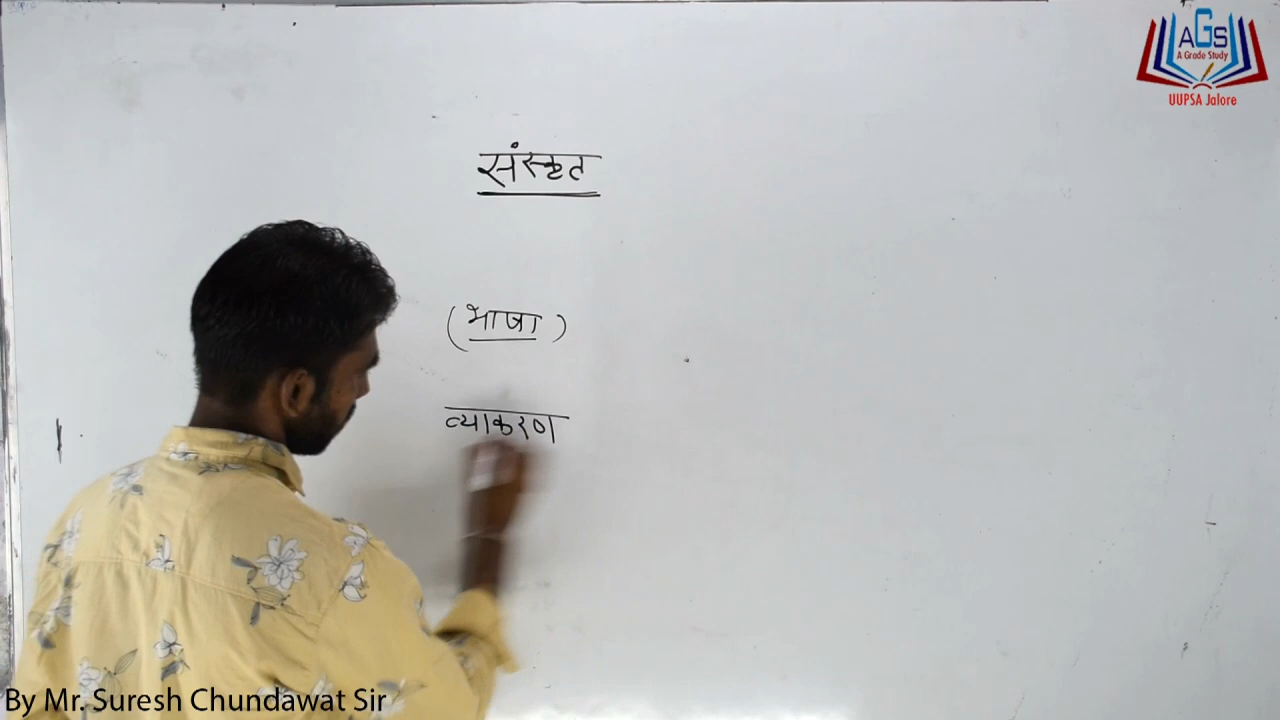 AGS
A Grade Study
UUPSA Jalore
संस्कृत
(भाषा)
व्याकरण
By Mr. Suresh Chundawat Sir